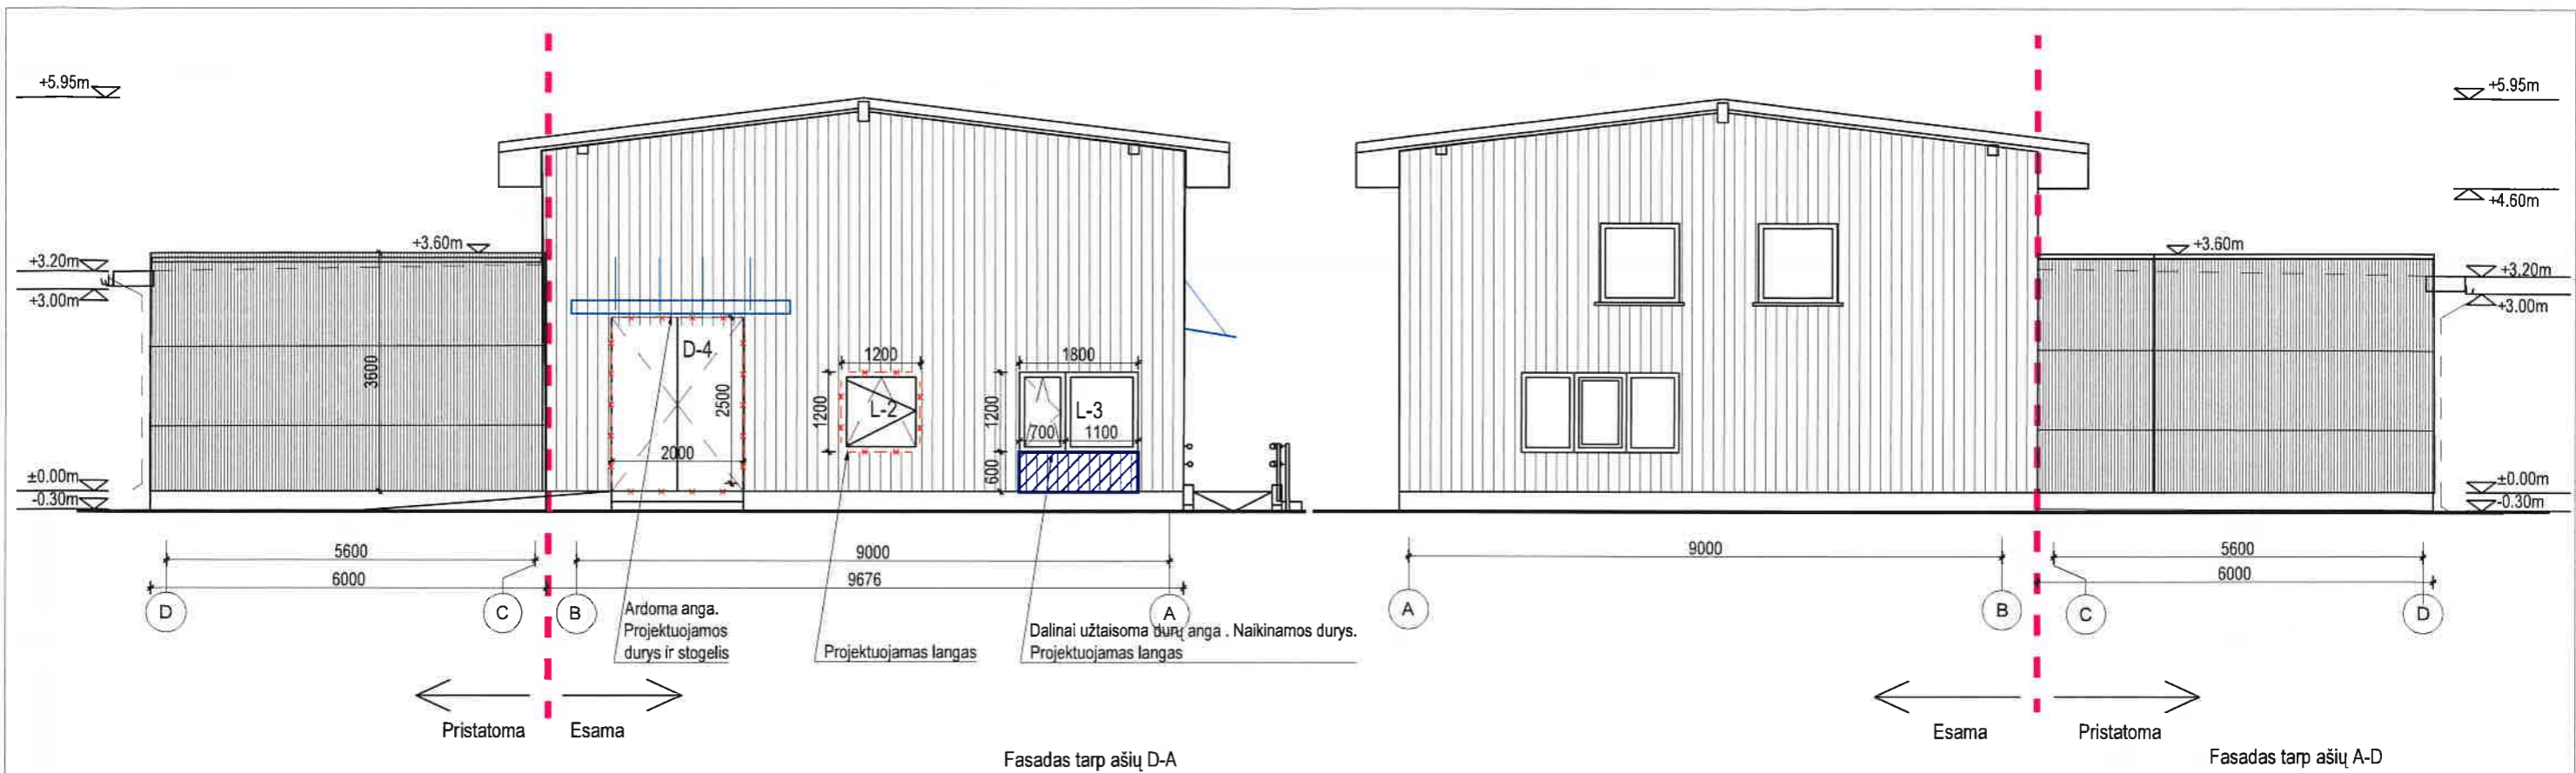 +5.95m
+3.60m
+3.20m
+3.00m
±0.00m
-0.30m
3600
D-4
2500
2000
1200
1200
L-2
1800
1200
L-3
700
1100
600
5600
9000
6000
9676
D
C
B
A
Ardoma anga.
Projektuojamos
durys ir stogelis
Projektuojamas langas
Dalinai užtaisoma durų anga . Naikinamos durys.
Projektuojamas langas
Pristatoma
Esama
Fasadas tarp ašių D-A
+5.95m
+4.60m
+3.60m
+3.20m
+3.00m
±0.00m
-0.30m
9000
5600
6000
A
B
C
D
Esama
Pristatoma
Fasadas tarp ašių A-D